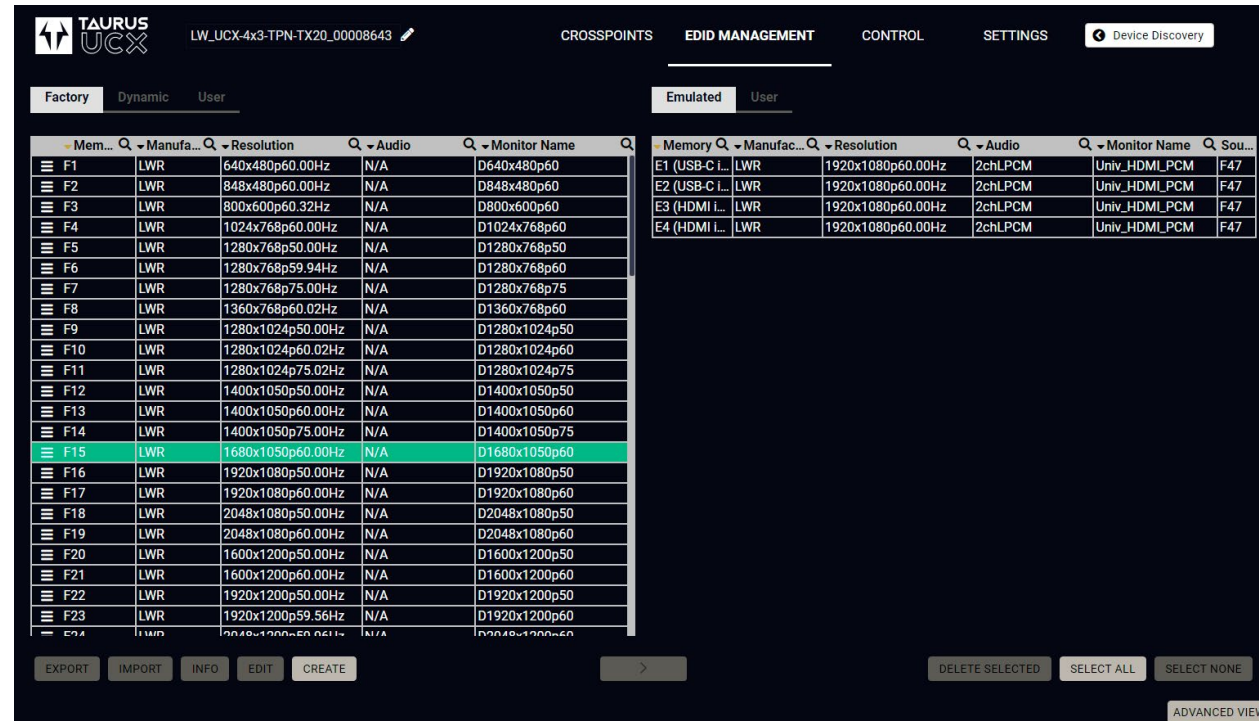 TAURUS
UCX
LW_UCX-4x3-TPN-TX20_00008643
CROSSPOINTS EDID MANAGEMENT CONTROL SETTINGS Device Discovery
Factory Dynamic User
Emulated User
Mem... Manufa... Resolution Audio Monitor Name
F1 LWR 640x480p60.00Hz N/A D640x480p60
F2 LWR 848x480p60.00Hz N/A D848x480p60
F3 LWR 800x600p60.32Hz N/A D800x600p60
F4 LWR 1024x768p60.00Hz N/A D1024x768p60
F5 LWR 1280x768p50.00Hz N/A D1280x768p50
F6 LWR 1280x768p59.94Hz N/A D1280x768p60
F7 LWR 1280x768p75.00Hz N/A D1280x768p75
F8 LWR 1360x768p60.02Hz N/A D1360x768p60
F9 LWR 1280x1024p50.00Hz N/A D1280x1024p50
F10 LWR 1280x1024p60.02Hz N/A D1280x1024p60
F11 LWR 1280x1024p75.02Hz N/A D1280x1024p75
F12 LWR 1400x1050p50.00Hz N/A D1400x1050p50
F13 LWR 1400x1050p60.00Hz N/A D1400x1050p60
F14 LWR 1400x1050p75.00Hz N/A D1400x1050p75
F15 LWR 1680x1050p60.00Hz N/A D1680x1050p60
F16 LWR 1920x1080p50.00Hz N/A D1920x1080p50
F17 LWR 1920x1080p60.00Hz N/A D1920x1080p60
F18 LWR 2048x1080p50.00Hz N/A D2048x1080p50
F19 LWR 2048x1080p60.00Hz N/A D2048x1080p60
F20 LWR 1600x1200p50.00Hz N/A D1600x1200p50
F21 LWR 1600x1200p60.00Hz N/A D1600x1200p60
F22 LWR 1920x1200p50.00Hz N/A D1920x1200p50
F23 LWR 1920x1200p59.56Hz N/A D1920x1200p60
F24 LWR 2048x1200p59.96Hz N/A D2048x1200p60
Memory Manufac... Resolution Audio Monitor Name Sou...
E1 (USB-C i... LWR 1920x1080p60.00Hz 2chLPCM Univ_HDMI_PCM F47
E2 (USB-C i... LWR 1920x1080p60.00Hz 2chLPCM Univ_HDMI_PCM F47
E3 (HDMI i... LWR 1920x1080p60.00Hz 2chLPCM Univ_HDMI_PCM F47
E4 (HDMI i... LWR 1920x1080p60.00Hz 2chLPCM Univ_HDMI_PCM F47
EXPORT IMPORT INFO EDIT CREATE > DELETE SELECTED SELECT ALL SELECT NONE
ADVANCED VIEW